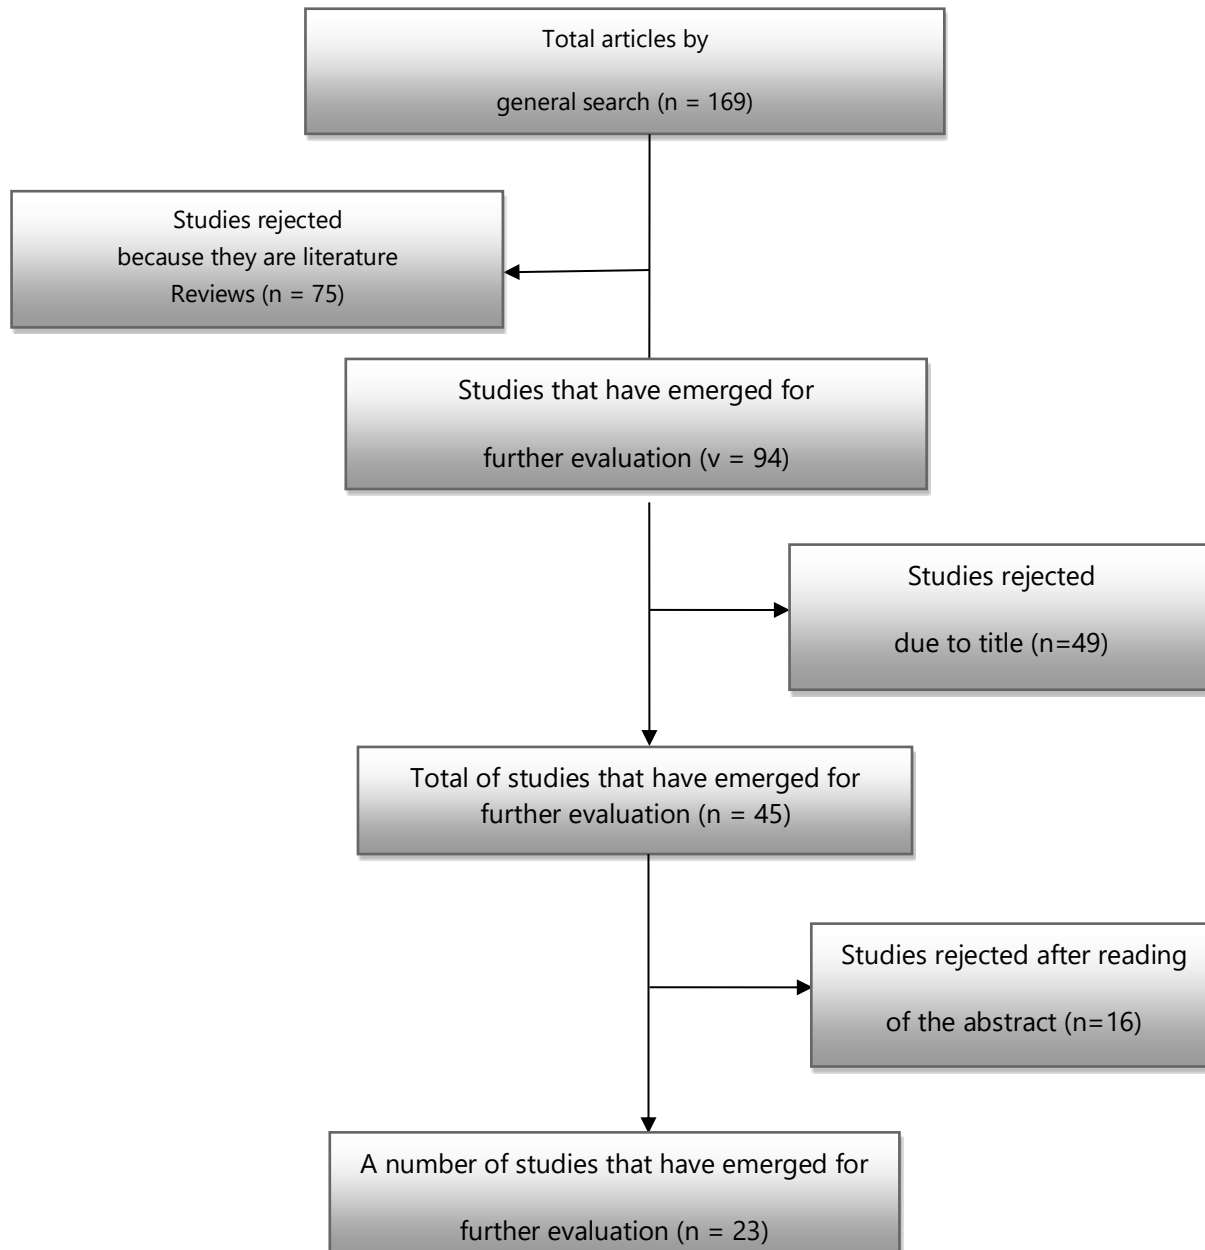 Total articles by
general search (n = 169)
Studies rejected
because they are literature
Reviews (n = 75)
Studies that have emerged for
further evaluation (v = 94)
Studies rejected
due to title (n=49)
Total of studies that have emerged for
further evaluation (n = 45)
Studies rejected after reading
of the abstract (n=16)
A number of studies that have emerged for
further evaluation (n = 23)